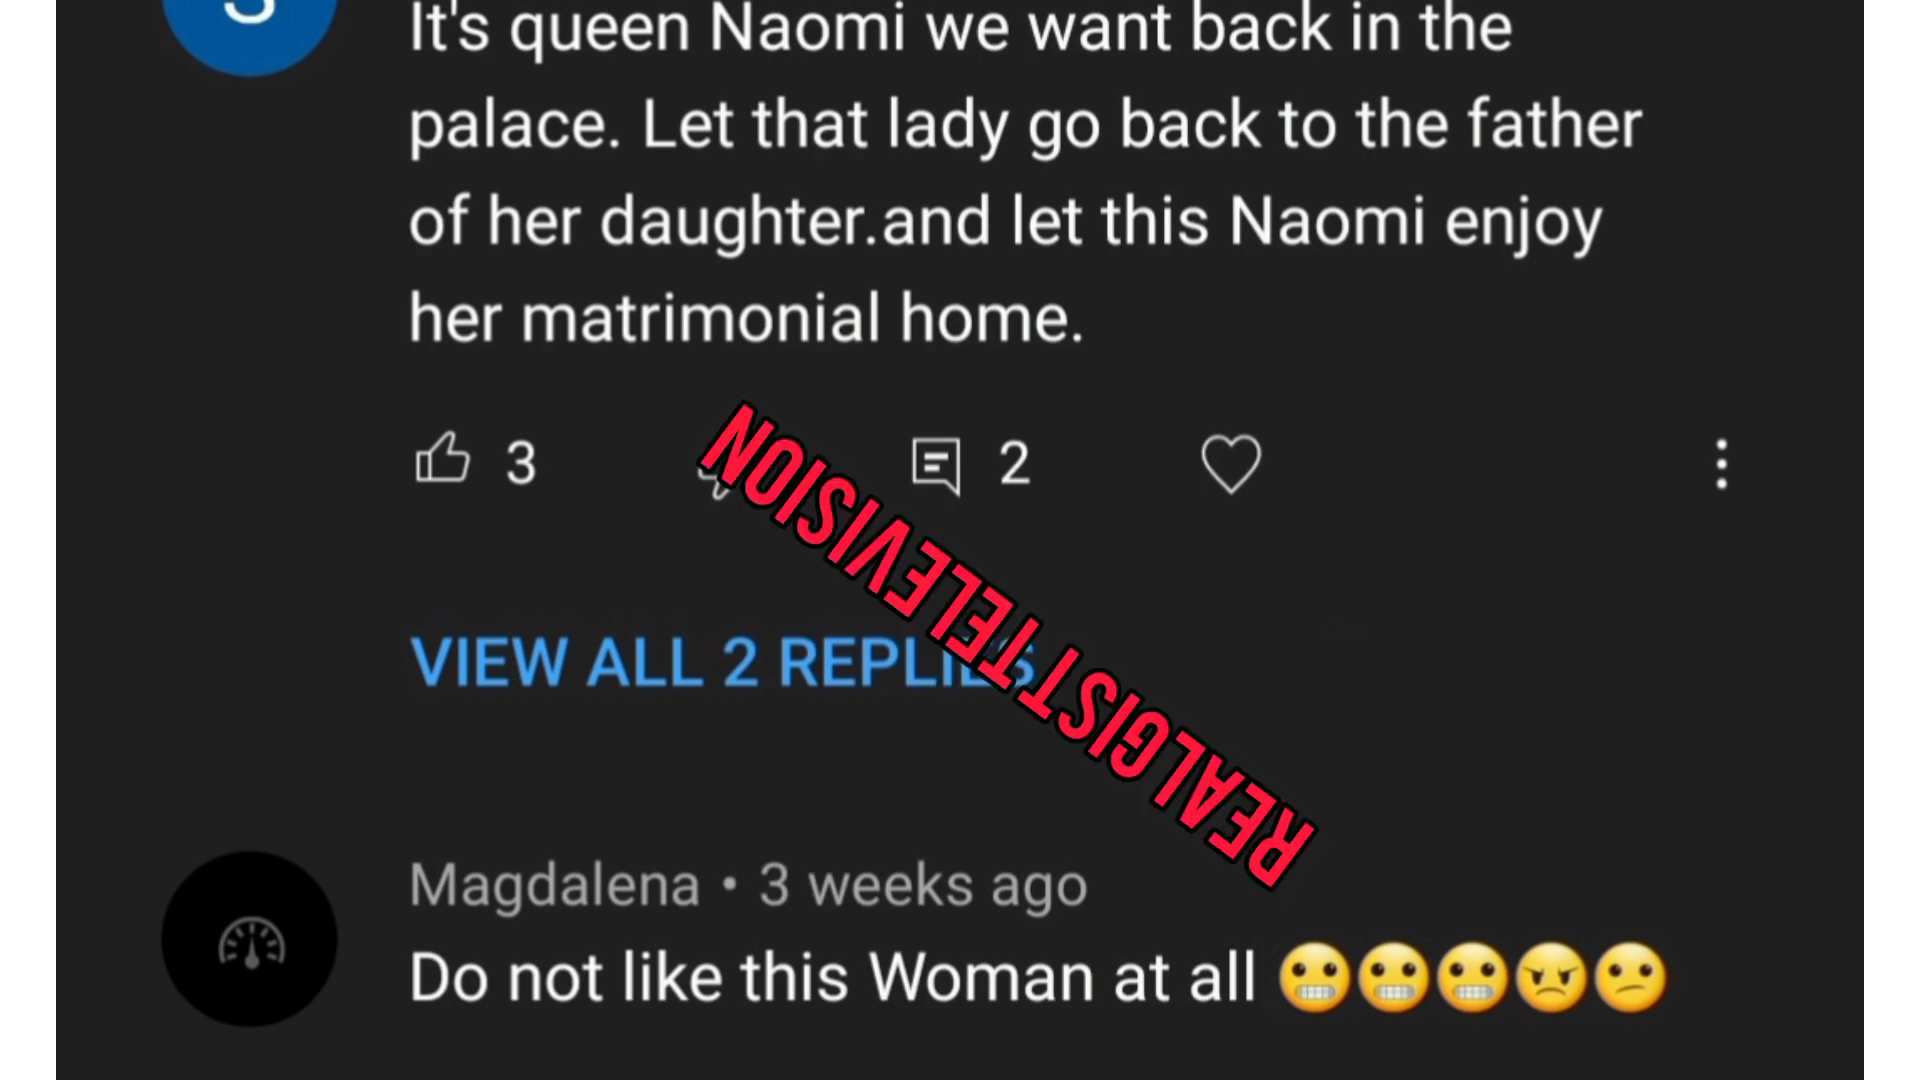 S
It's queen Naomi we want back in the
palace. Let that lady go back to the father
of her daughter.and let this Naomi enjoy
her matrimonial home.
3
2
VIEW ALL 2 REPLIES
REALGISTTELEVISION
Magdalena • 3 weeks ago
Do not like this Woman at all 😬😬😬😠😕